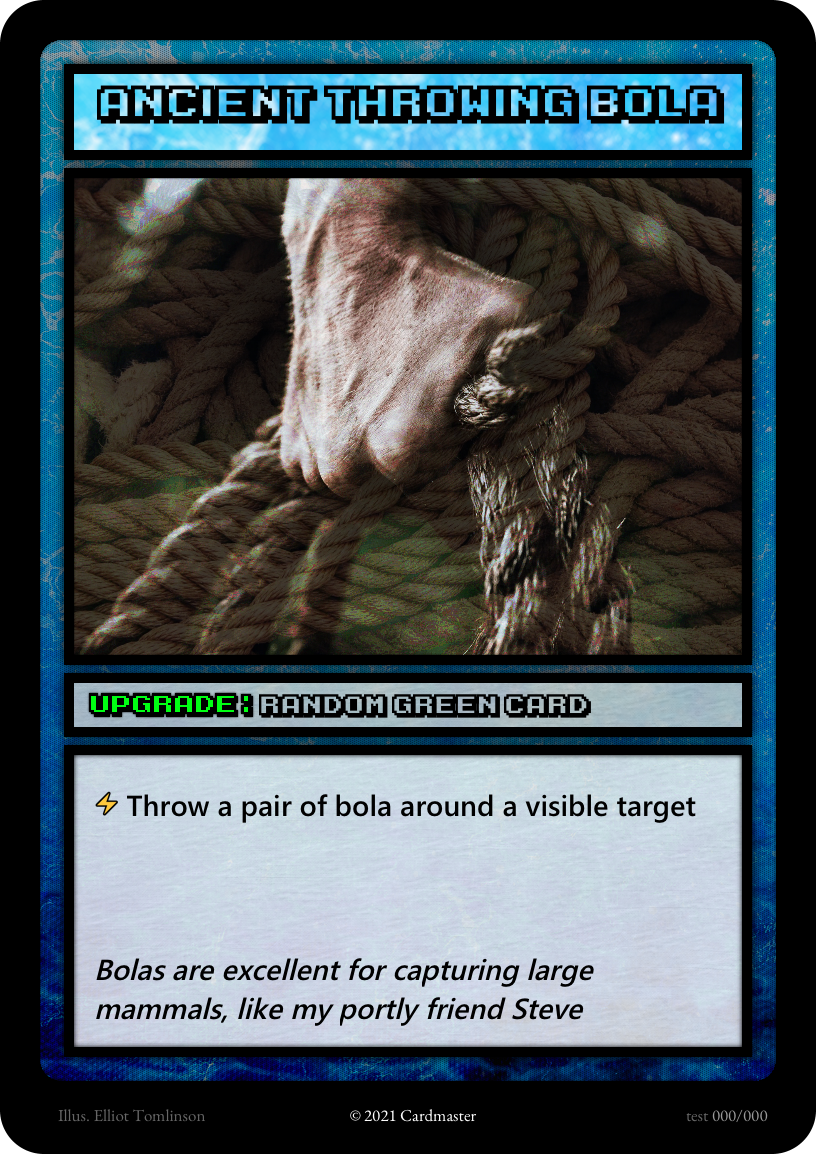 ANCIENT THROWING BOLA
UPGRADE: RANDOM GREEN CARD
⚡ Throw a pair of bola around a visible target
Bolas are excellent for capturing large
mammals, like my portly friend Steve
Illus. Elliot Tomlinson © 2021 Cardmaster test 000/000